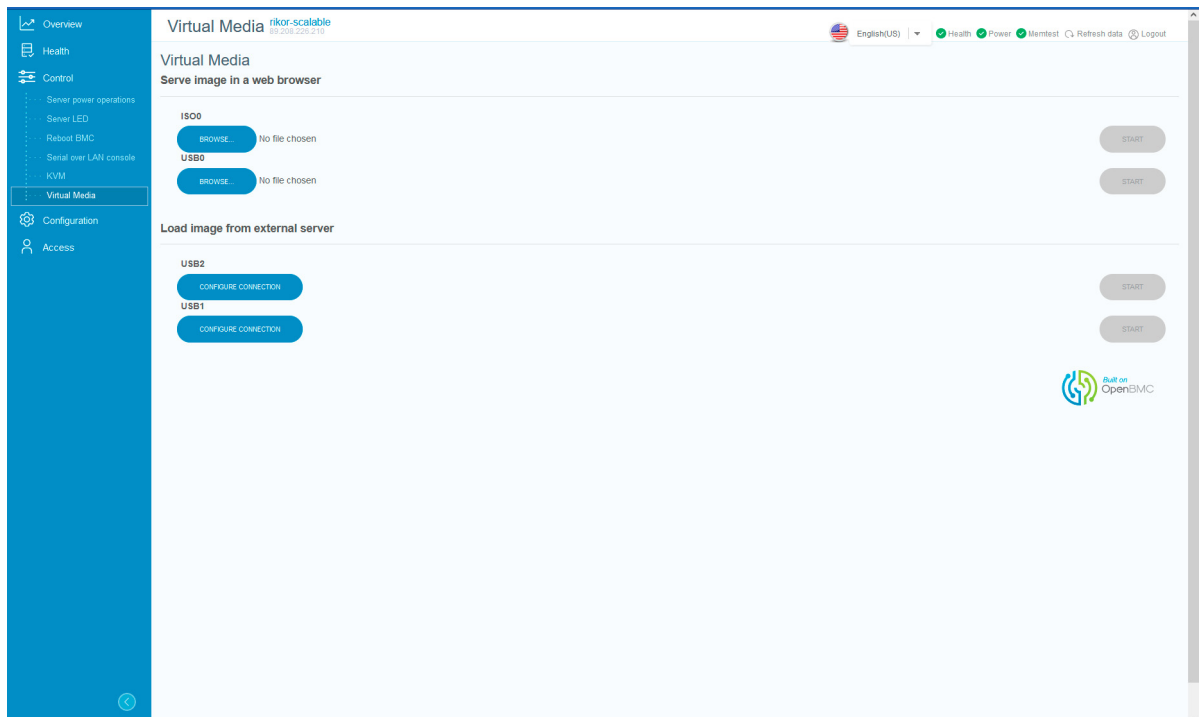 Overview
Health
Control
Server power operations
Server LED
Reboot BMC
Serial over LAN console
KVM
Virtual Media
Configuration
Access
Virtual Media rikor-scalable
89.208.229.210
English(US)
Health Power Memtest Refresh data Logout
Virtual Media
Serve image in a web browser
ISO0
BROWSE... No file chosen START
USB0
BROWSE... No file chosen START
Load image from external server
USB2
CONFIGURE CONNECTION START
USB1
CONFIGURE CONNECTION START
Built on
OpenBMC